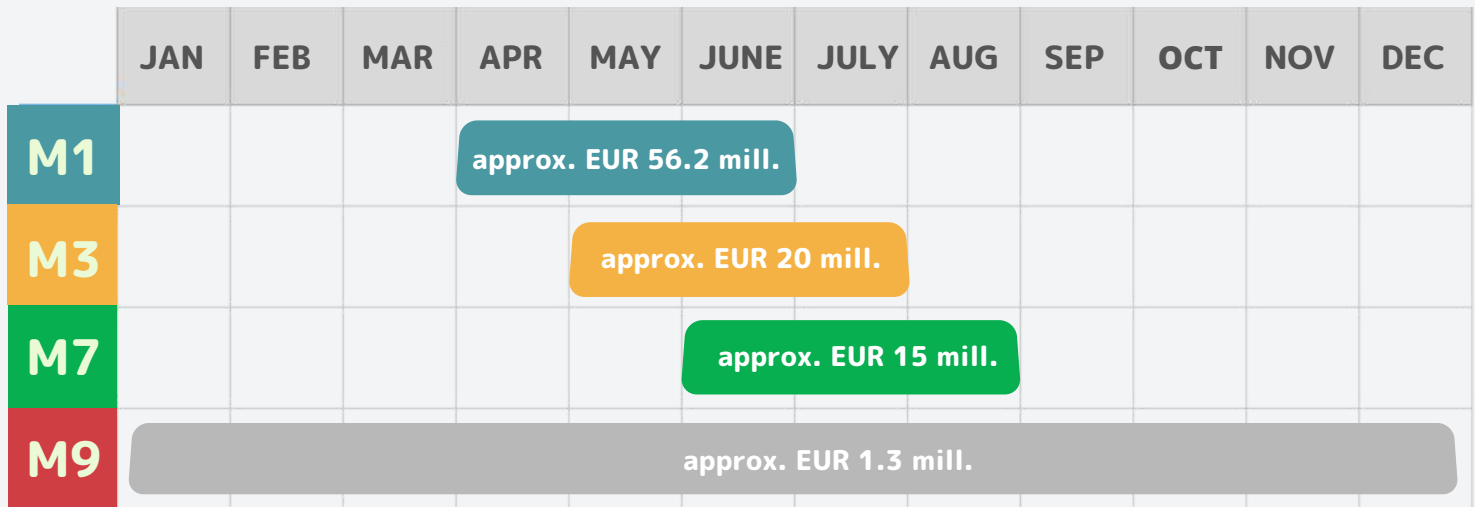 JAN FEB MAR APR MAY JUNE JULY AUG SEP OCT NOV DEC
M1 approx. EUR 56.2 mill.
M3 approx. EUR 20 mill.
M7 approx. EUR 15 mill.
M9 approx. EUR 1.3 mill.